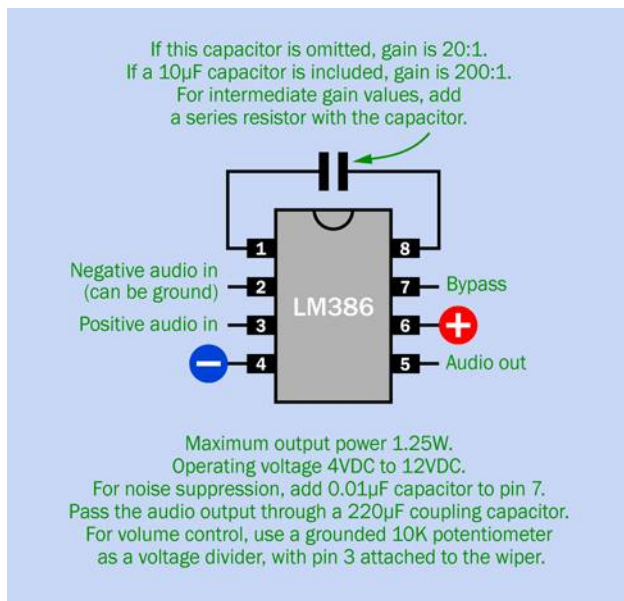 If this capacitor is omitted, gain is 20:1.
If a 10µF capacitor is included, gain is 200:1.
For intermediate gain values, add
a series resistor with the capacitor.
1
8
Negative audio in
(can be ground)
2
7
Bypass
LM386
Positive audio in
3
6
+
−
4
5
Audio out
Maximum output power 1.25W.
Operating voltage 4VDC to 12VDC.
For noise suppression, add 0.01µF capacitor to pin 7.
Pass the audio output through a 220µF coupling capacitor.
For volume control, use a grounded 10K potentiometer
as a voltage divider, with pin 3 attached to the wiper.